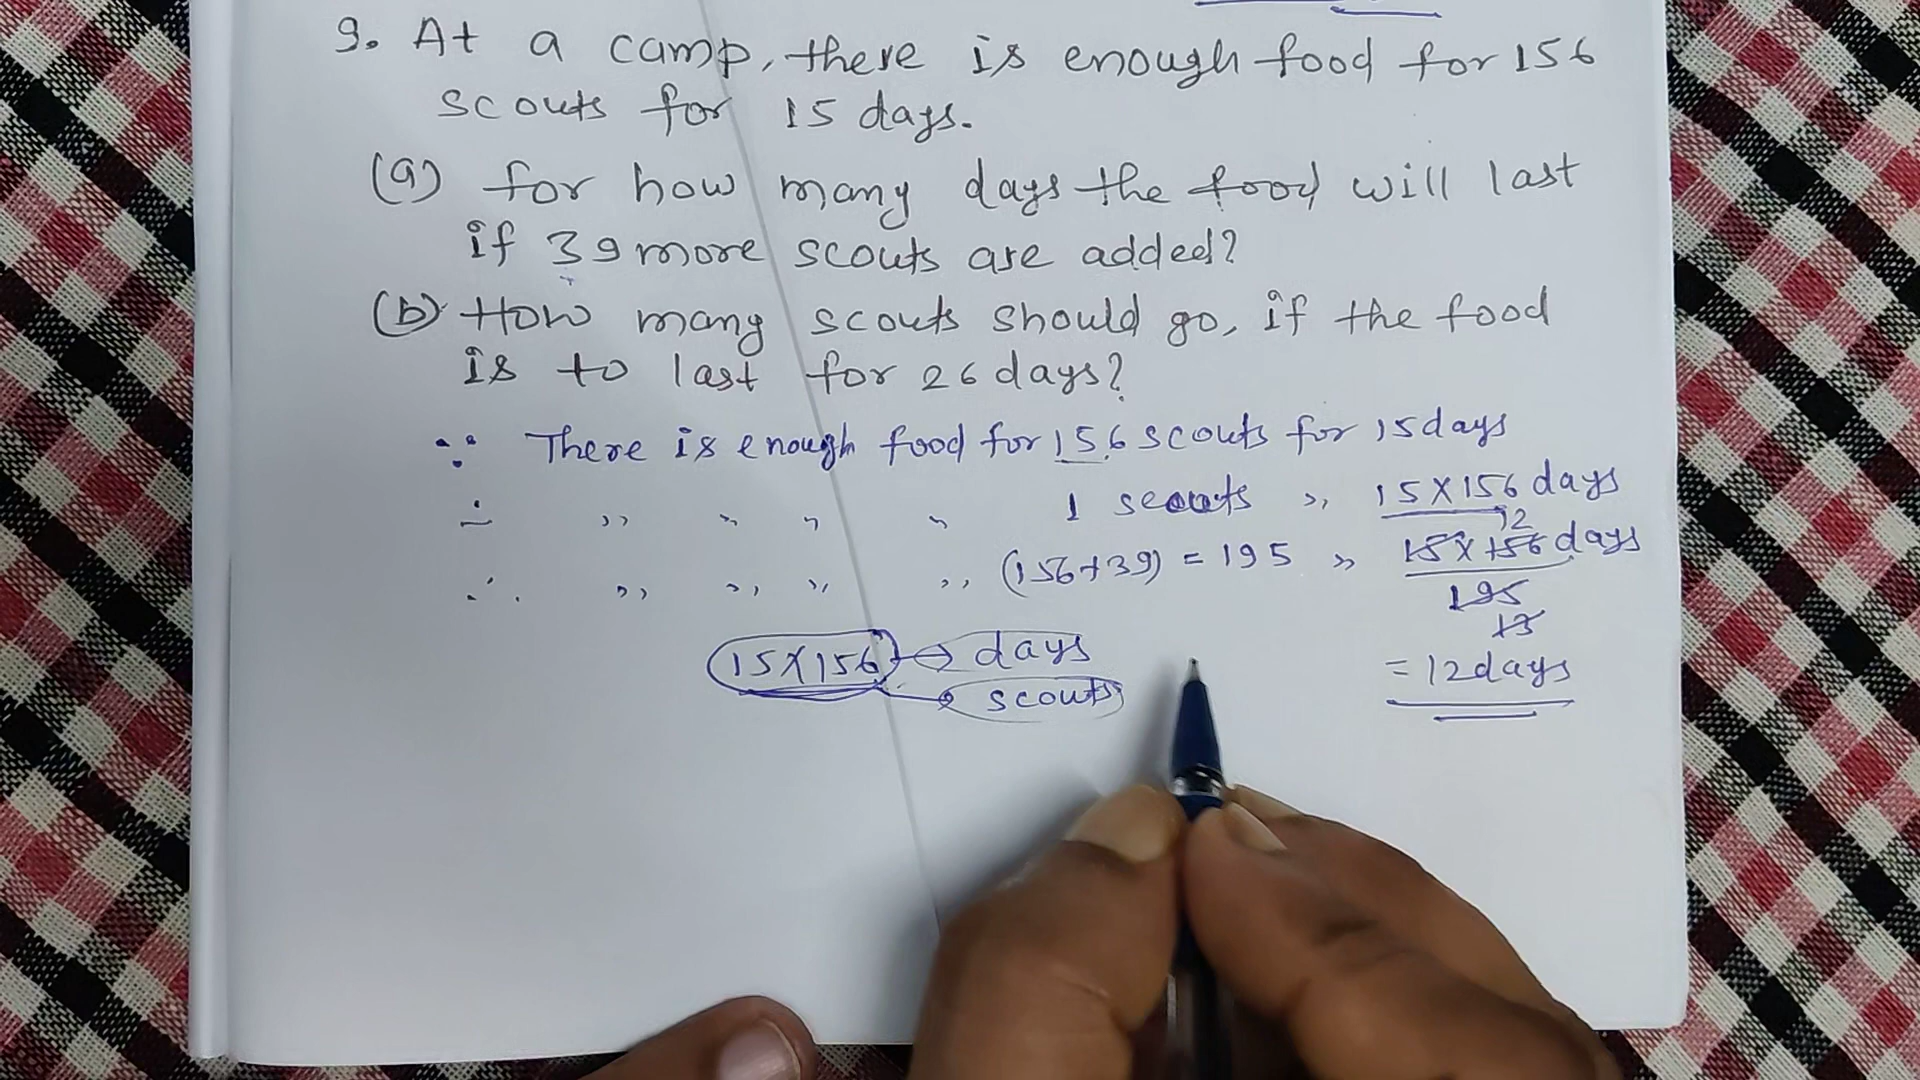 9. At a camp, there is enough food for 156
scouts for 15 days.
(a) for how many days the food will last
if 39 more scouts are added?
(b) How many scouts should go, if the food
is to last for 26 days?
∵ There is enough food for 156 scouts for 15 days
∴ ,, ,, ,, ,, 1 scouts ,, 15 X 156 days
∴ ,, ,, ,, ,, (156+39) = 195 ,, 15 X 156 days
12
195
13
15 X 156 → days
→ scouts
= 12 days